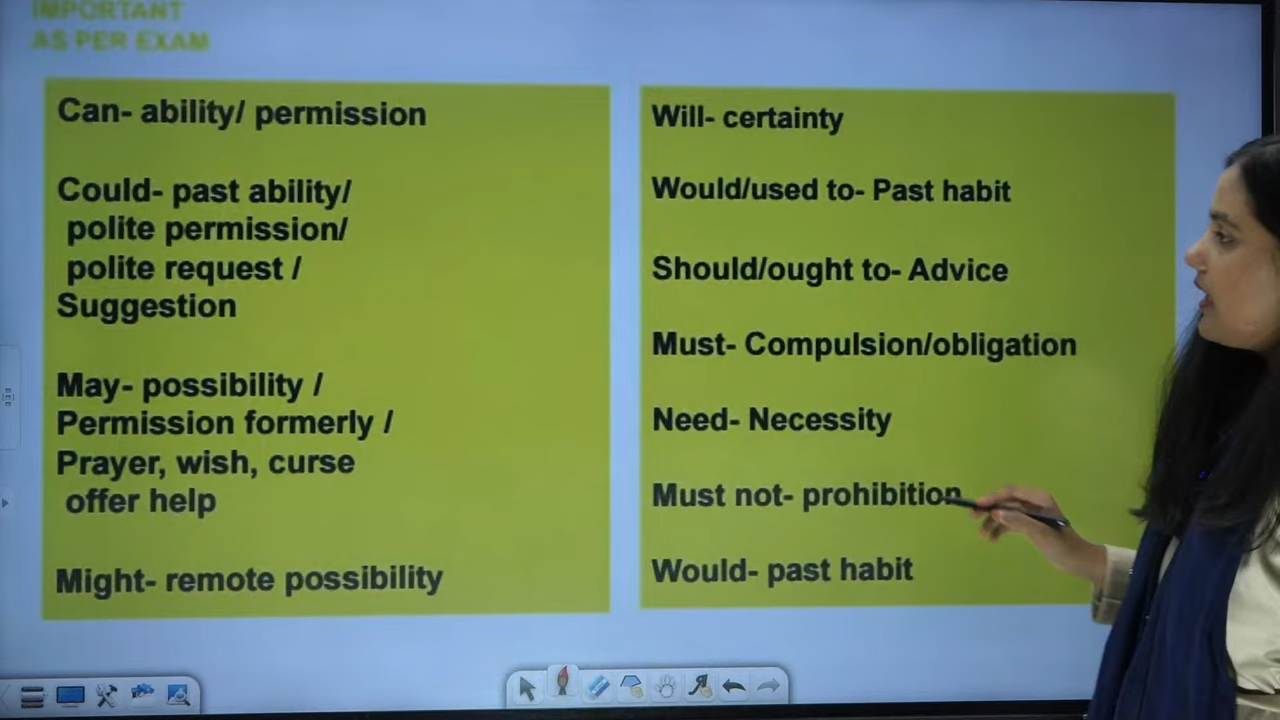 IMPORTANT
AS PER EXAM
Can- ability/ permission
Could- past ability/
polite permission/
polite request /
Suggestion
May- possibility /
Permission formerly /
Prayer, wish, curse
offer help
Might- remote possibility
Will- certainty
Would/used to- Past habit
Should/ought to- Advice
Must- Compulsion/obligation
Need- Necessity
Must not- prohibition
Would- past habit